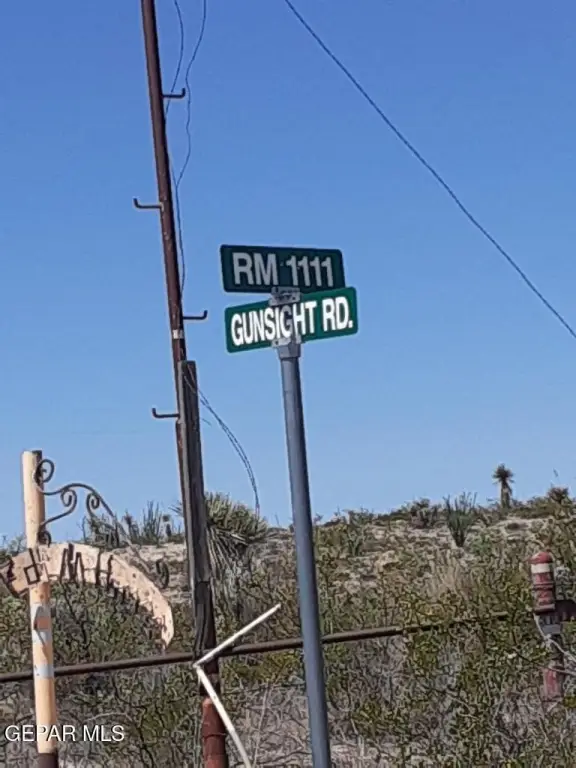 RM 1111
GUNSIGHT RD.
GEPAR MLS